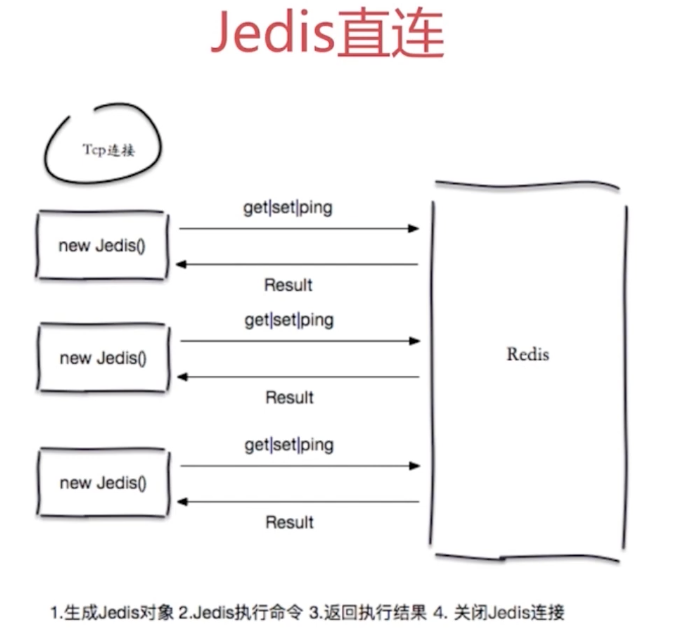 Jedis直连
Tcp连接
get|set|ping
new Jedis()
Result
get|set|ping
new Jedis()
Redis
Result
get|set|ping
new Jedis()
Result
1.生成Jedis对象 2.Jedis执行命令 3.返回执行结果 4. 关闭Jedis连接